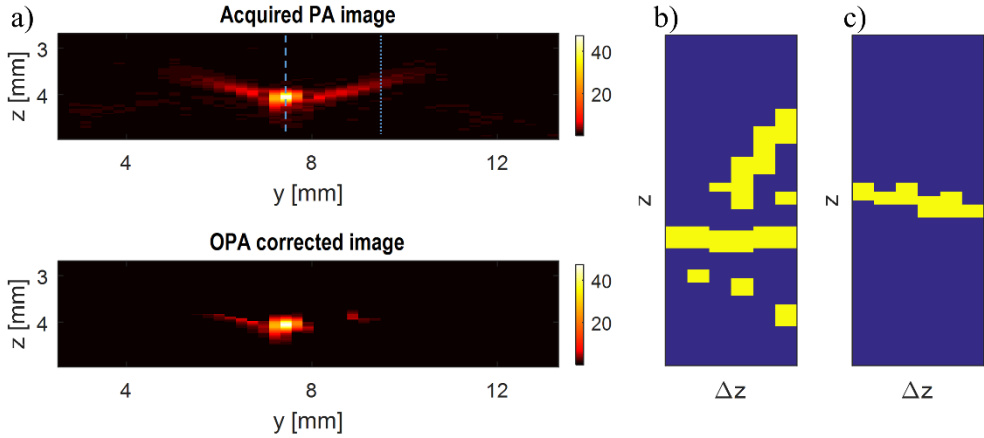 a)
Acquired PA image
z [mm]
3
4
4
8
12
y [mm]
40
20
OPA corrected image
z [mm]
3
4
4
8
12
y [mm]
40
20
b)
z
Δz
c)
z
Δz